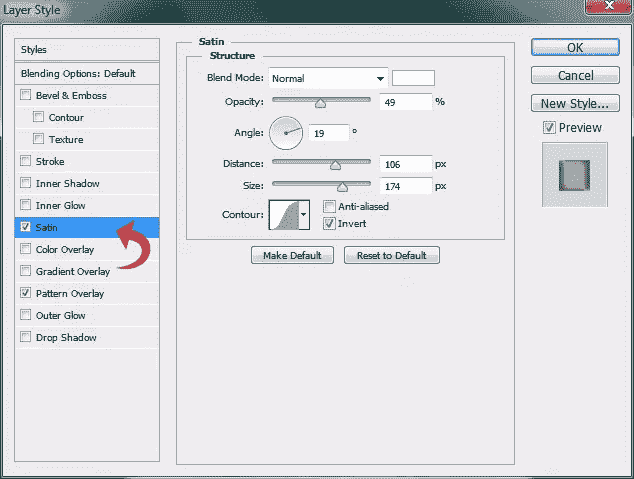 Layer Style
Styles
Blending Options: Default
Bevel & Emboss
Contour
Texture
Stroke
Inner Shadow
Inner Glow
Satin
Color Overlay
Gradient Overlay
Pattern Overlay
Outer Glow
Drop Shadow
Satin
Structure
Blend Mode: Normal
Opacity: 49 %
Angle: 19 °
Distance: 106 px
Size: 174 px
Contour: Anti-aliased
Invert
Make Default Reset to Default
OK
Cancel
New Style...
Preview